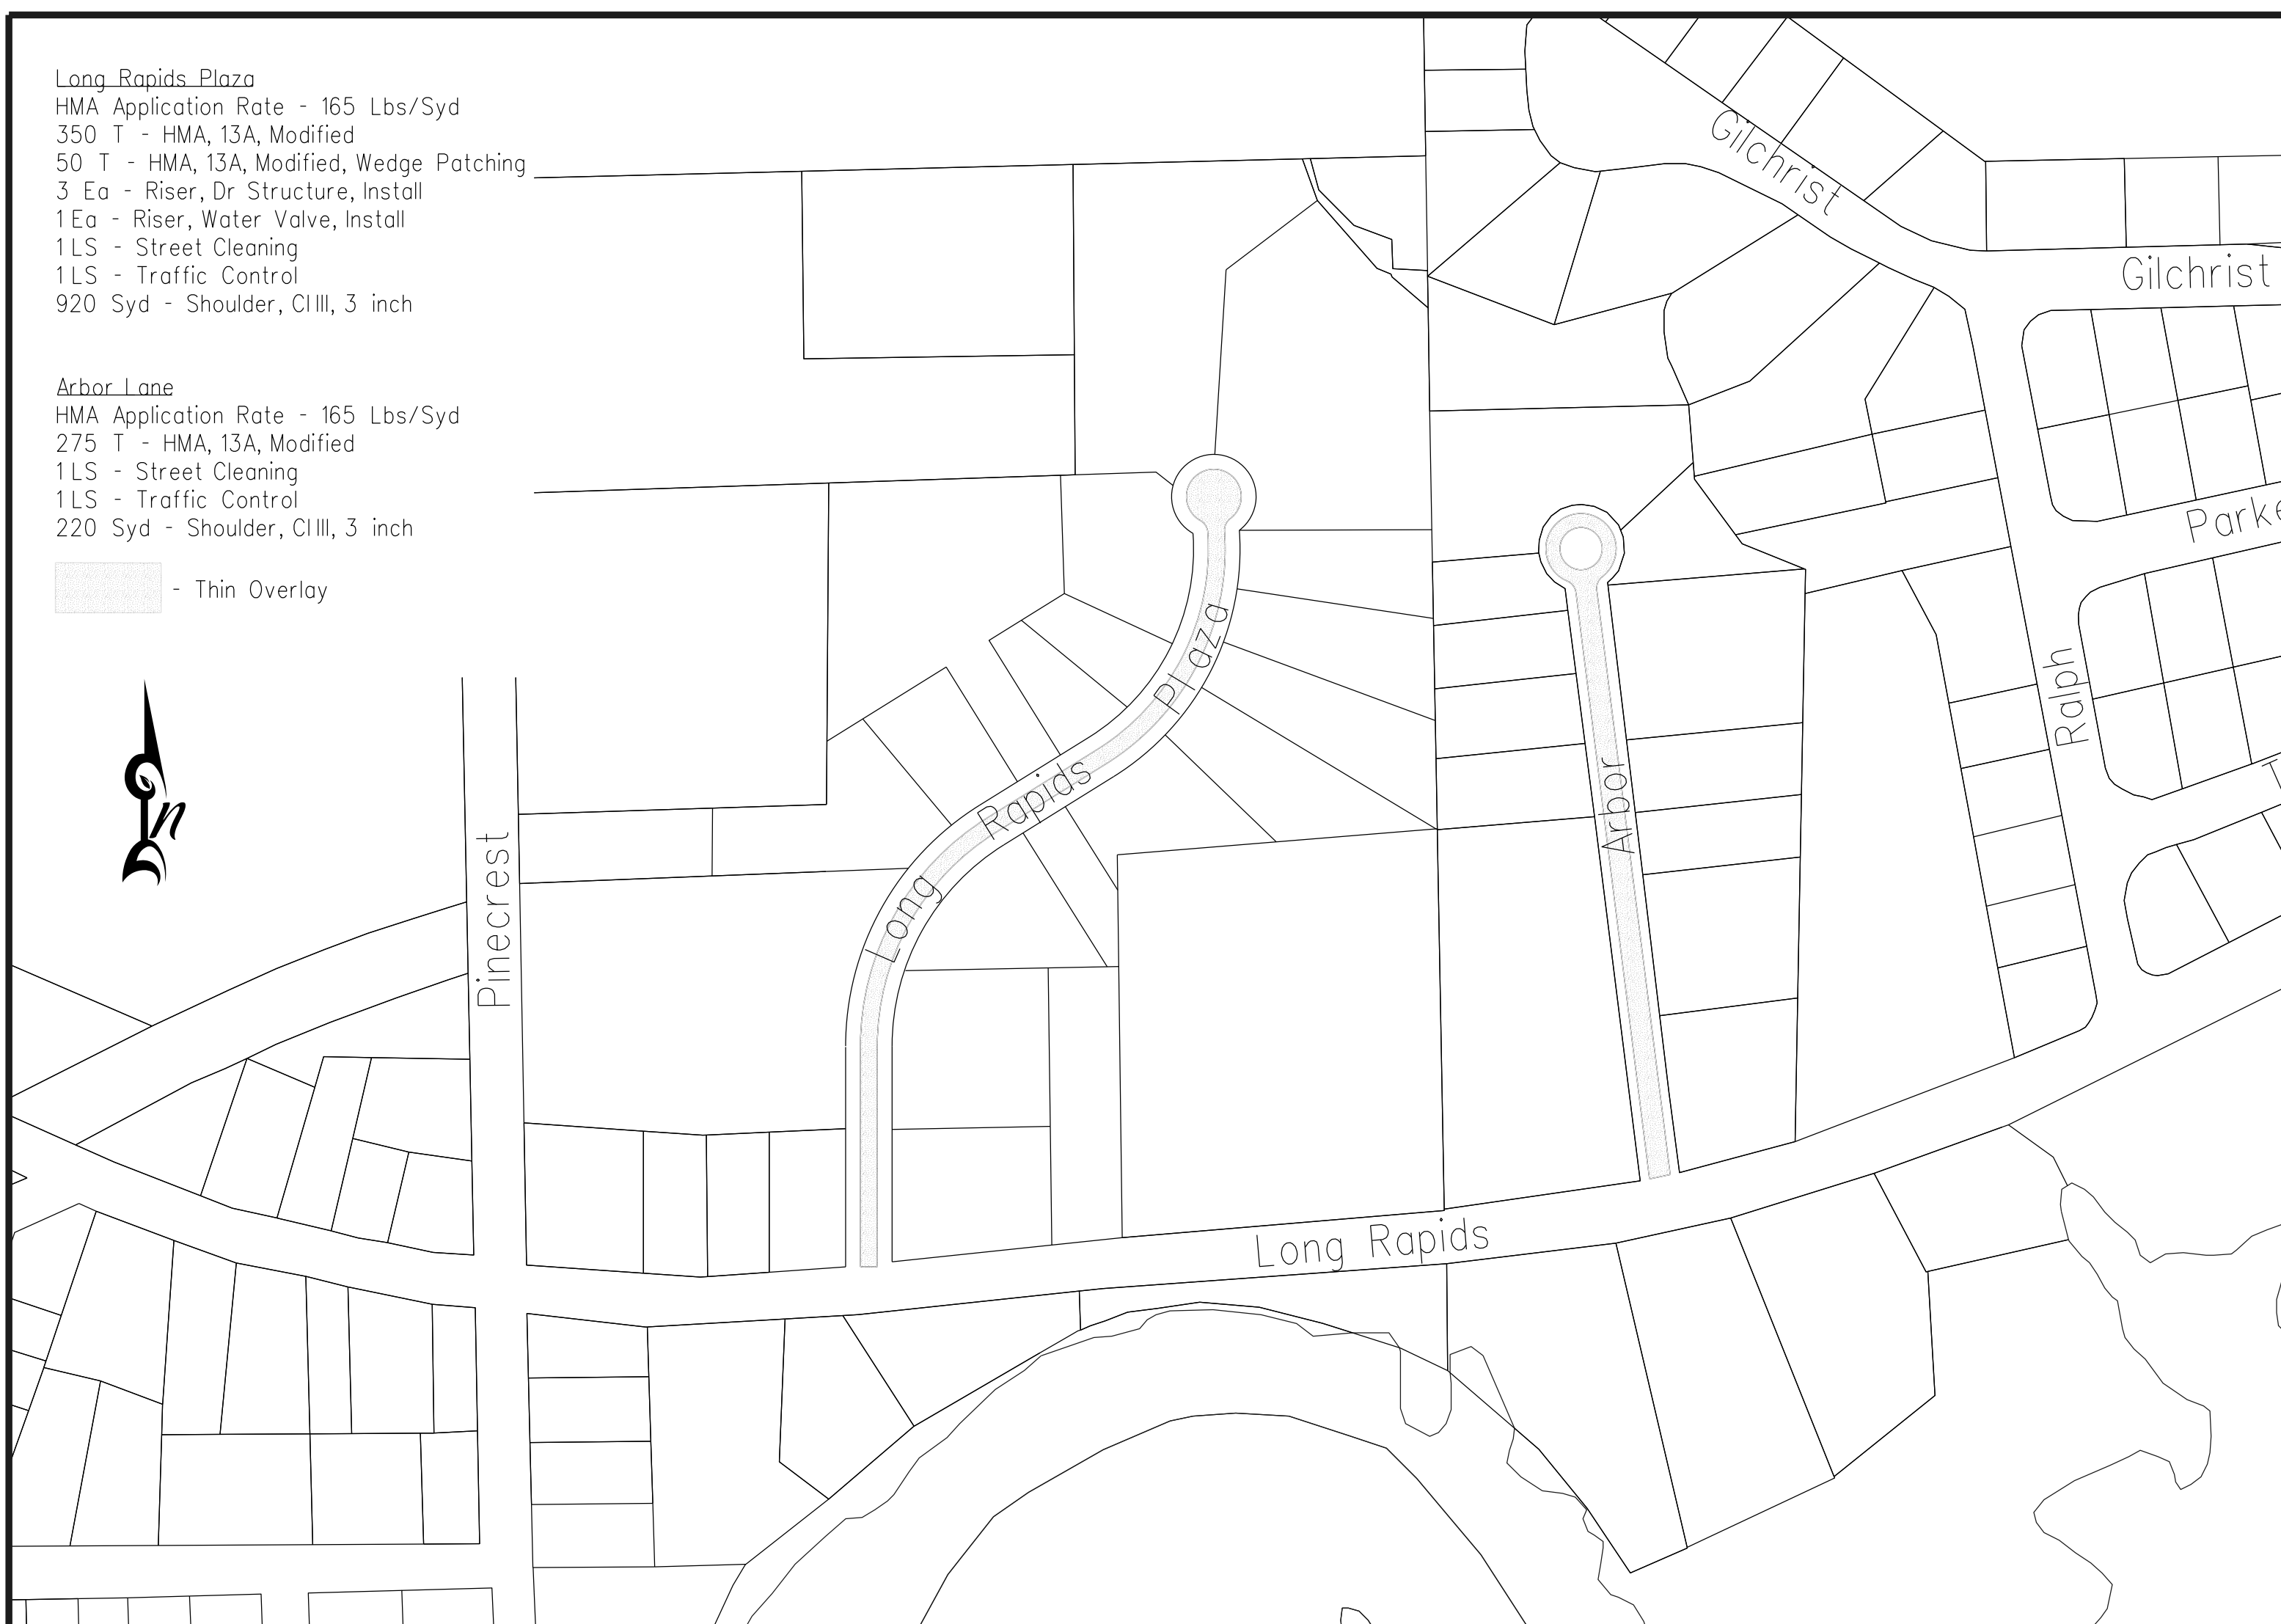 Long Rapids Plaza
HMA Application Rate - 165 Lbs/Syd
350 T - HMA, 13A, Modified
50 T - HMA, 13A, Modified, Wedge Patching
3 Ea - Riser, Dr Structure, Install
1 Ea - Riser, Water Valve, Install
1 LS - Street Cleaning
1 LS - Traffic Control
920 Syd - Shoulder, Cl III, 3 inch
Arbor Lane
HMA Application Rate - 165 Lbs/Syd
275 T - HMA, 13A, Modified
1 LS - Street Cleaning
1 LS - Traffic Control
220 Syd - Shoulder, Cl III, 3 inch
- Thin Overlay
n
Gilchrist
Gilchrist
Parke
Ralph
T
Arbor
Long Rapids Plaza
Pinecrest
Long Rapids